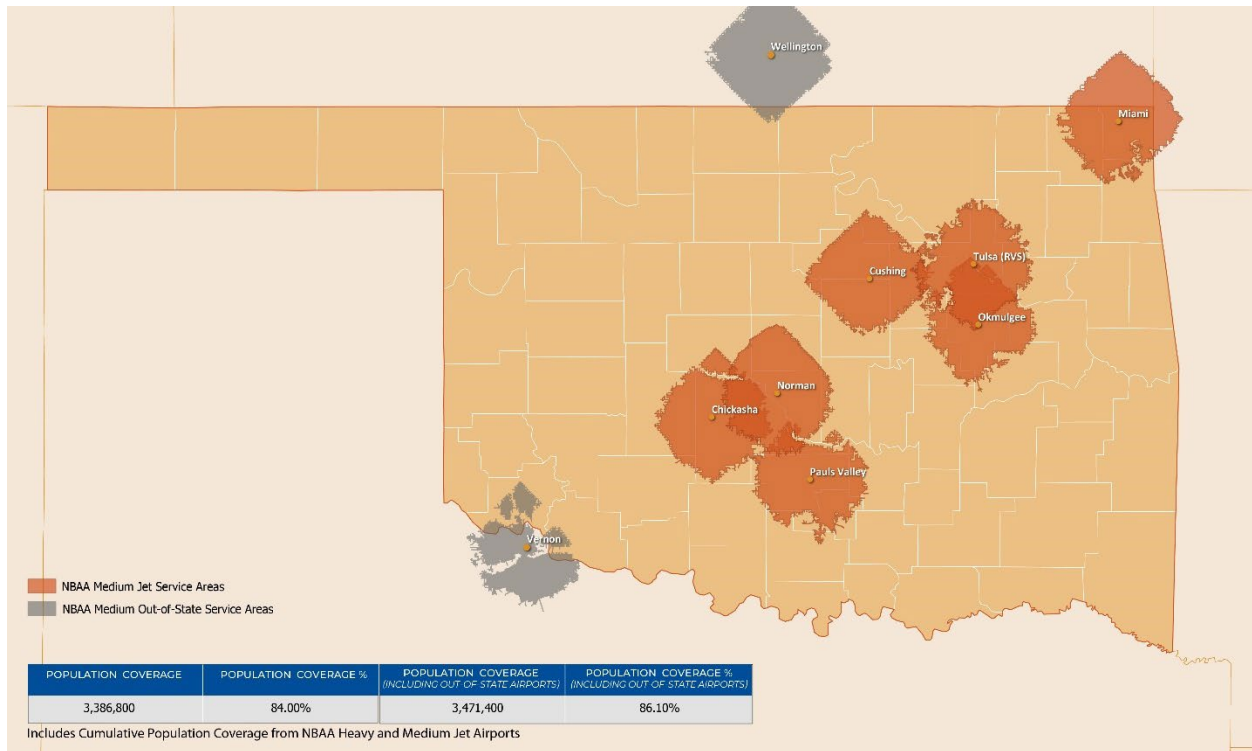 Wellington
Miami
Tulsa (RVS)
Cushing
Okmulgee
Norman
Chickasha
Pauls Valley
Vernon
NBAA Medium Jet Service Areas
NBAA Medium Out-of-State Service Areas
POPULATION COVERAGE
POPULATION COVERAGE %
POPULATION COVERAGE
(INCLUDING OUT OF STATE AIRPORTS)
POPULATION COVERAGE %
(INCLUDING OUT OF STATE AIRPORTS)
3,386,800
84.00%
3,471,400
86.10%
Includes Cumulative Population Coverage from NBAA Heavy and Medium Jet Airports